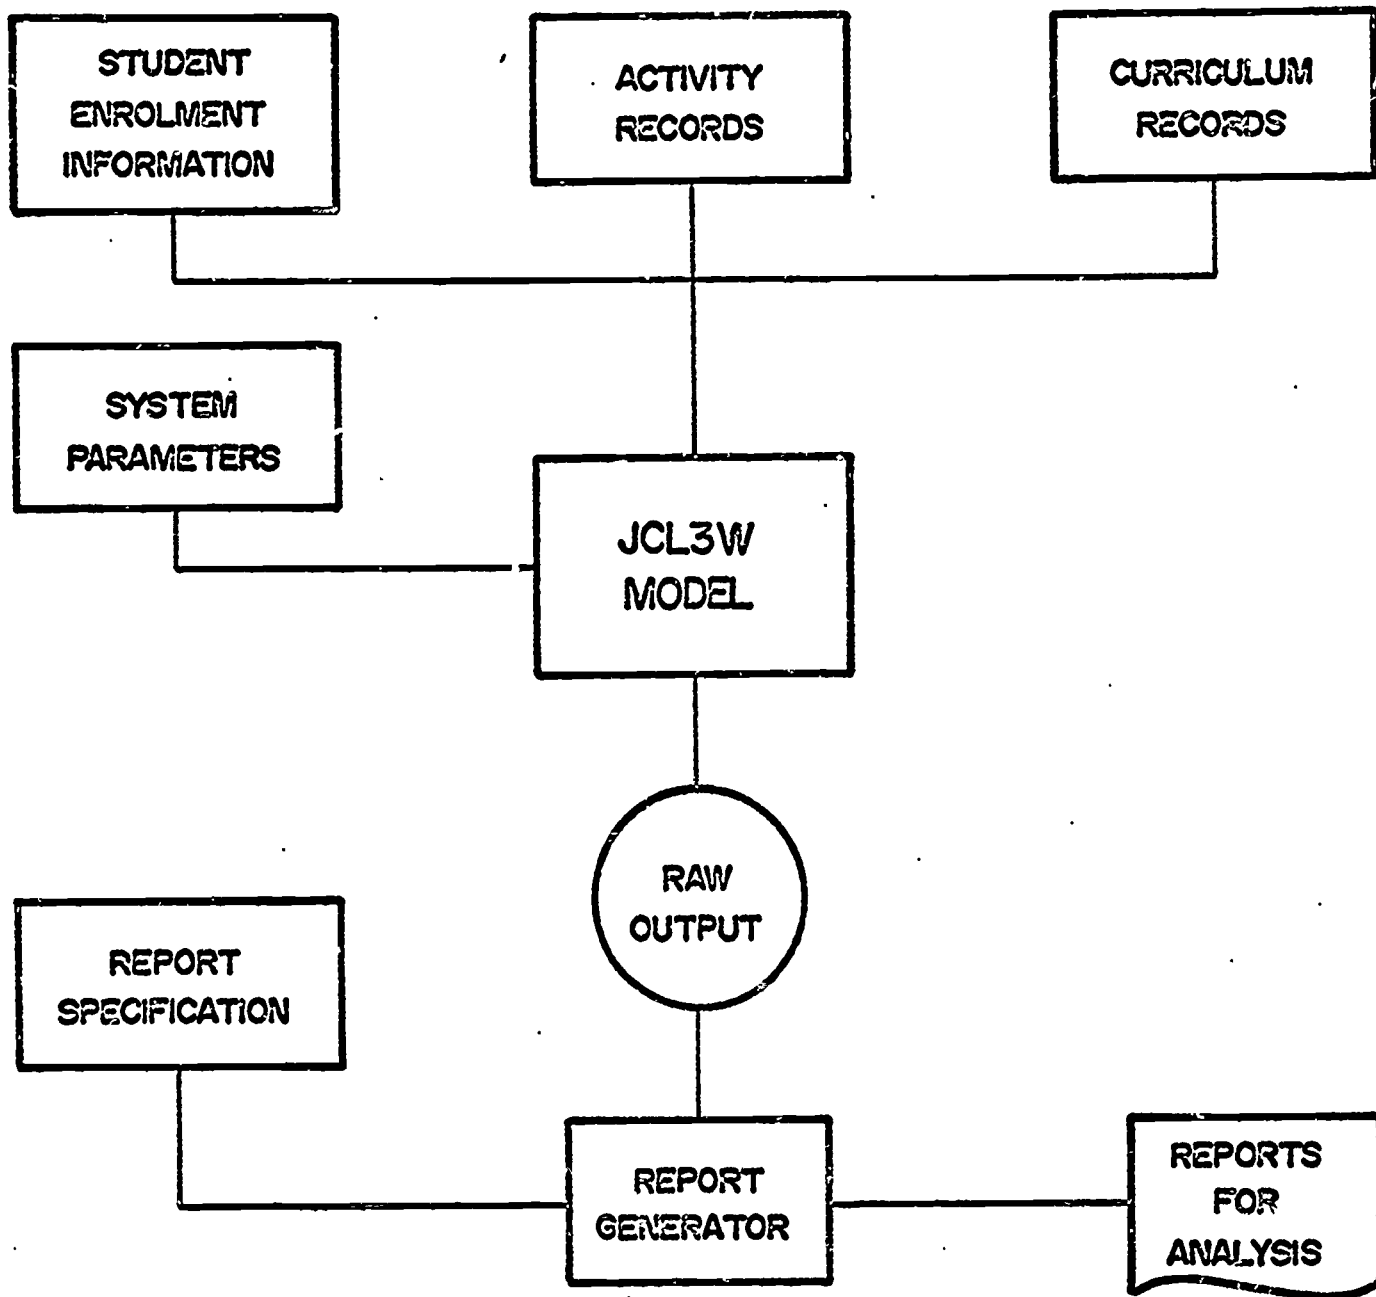 STUDENT
ENROLMENT
INFORMATION
ACTIVITY
RECORDS
CURRICULUM
RECORDS
SYSTEM
PARAMETERS
JCL3W
MODEL
RAW
OUTPUT
REPORT
SPECIFICATION
REPORT
GENERATOR
REPORTS
FOR
ANALYSIS